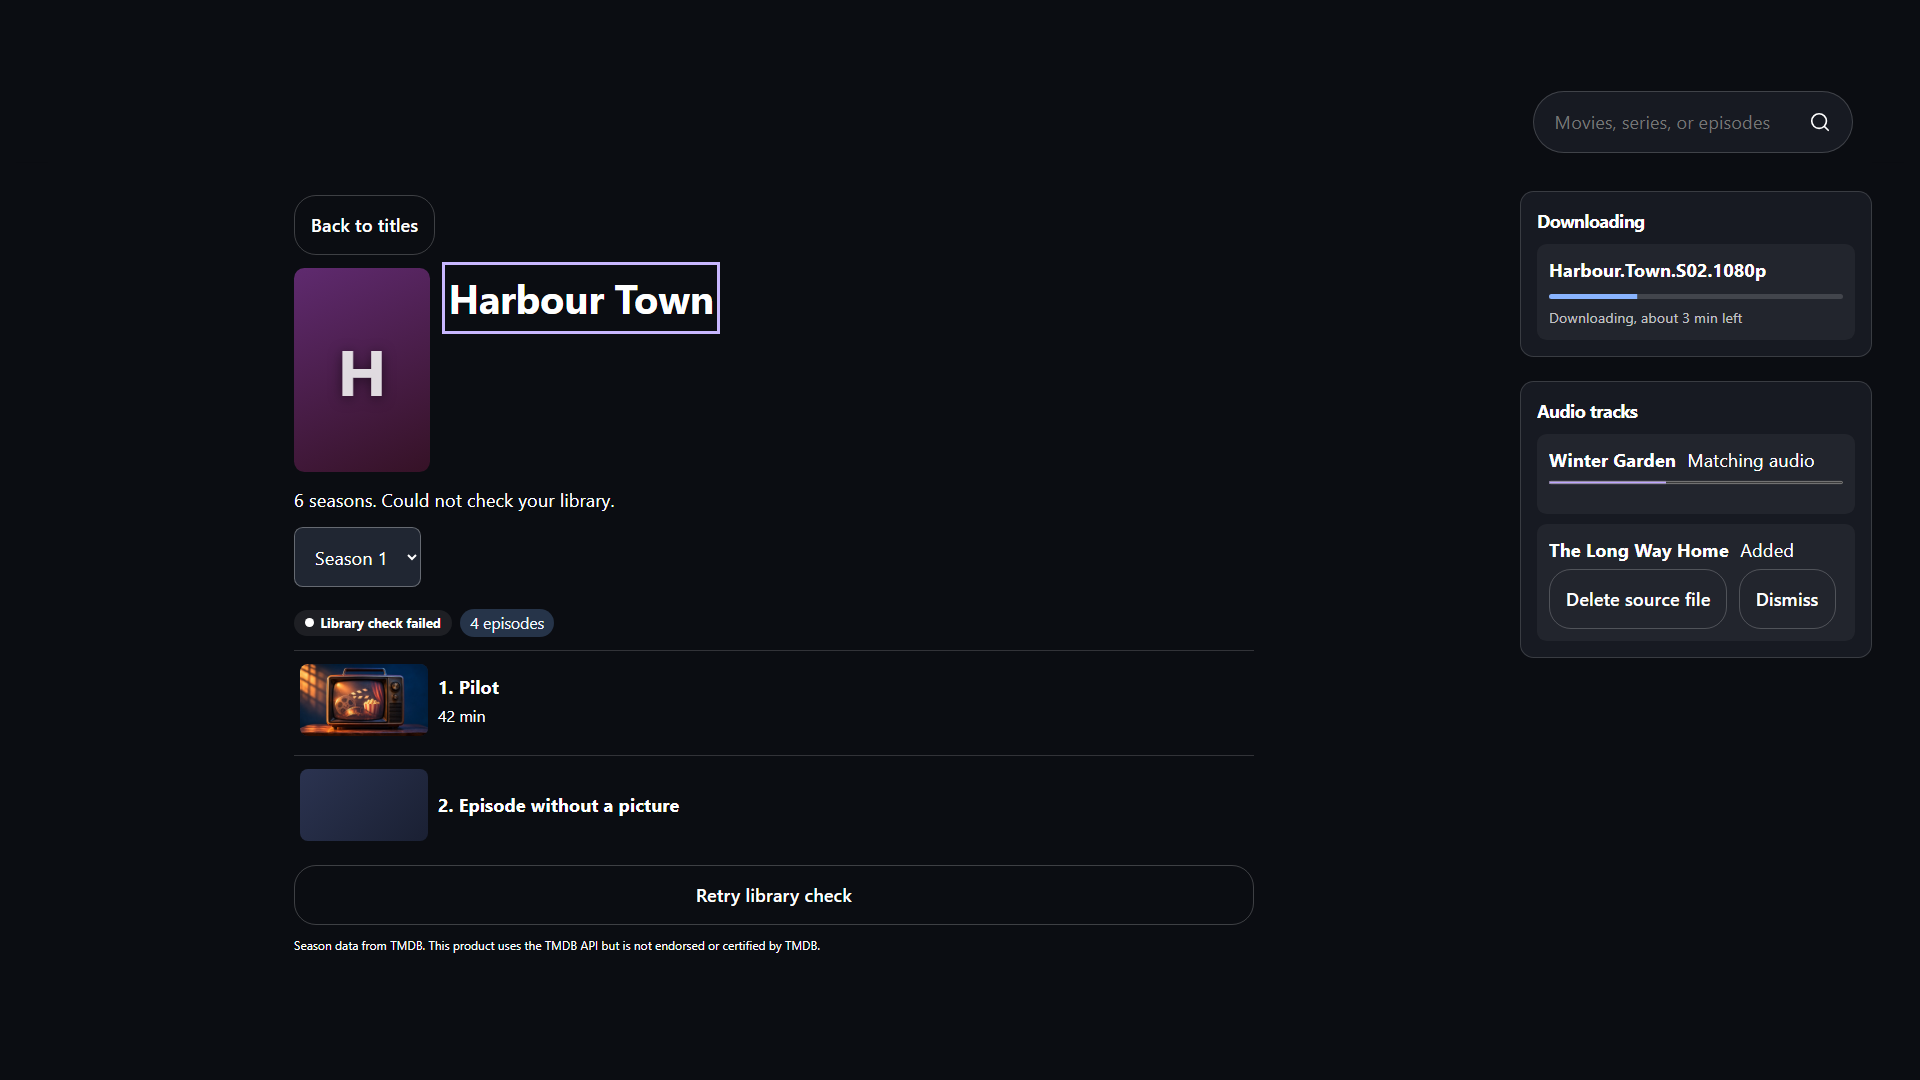 Movies, series, or episodes
Back to titles
H
Harbour Town
6 seasons. Could not check your library.
Season 1
Library check failed
4 episodes
1. Pilot
42 min
2. Episode without a picture
Retry library check
Season data from TMDB. This product uses the TMDB API but is not endorsed or certified by TMDB.
Downloading
Harbour.Town.S02.1080p
Downloading, about 3 min left
Audio tracks
Winter Garden Matching audio
The Long Way Home Added
Delete source file
Dismiss